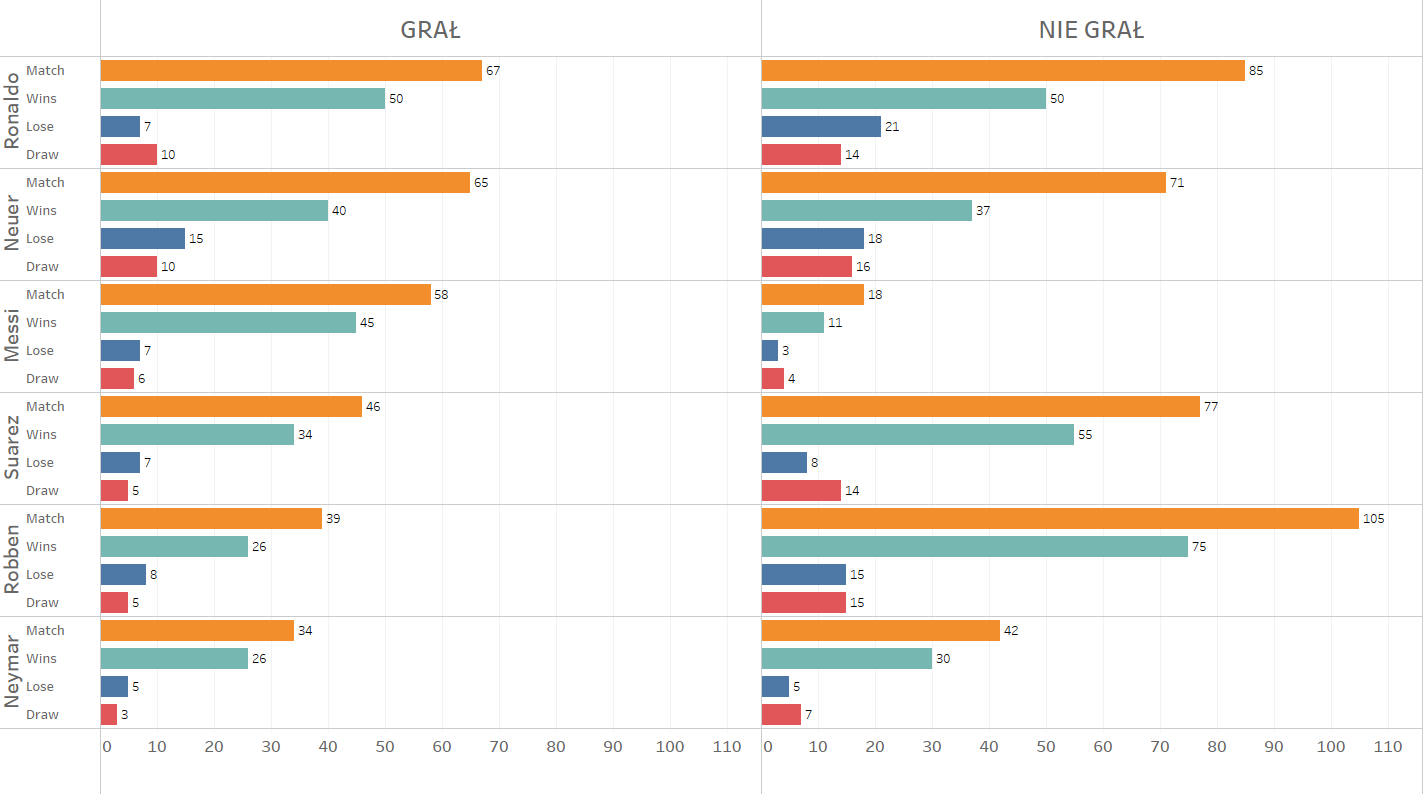 GRAŁ NIE GRAŁ
Ronaldo
Match 67 85
Wins 50 50
Lose 7 21
Draw 10 14
Neuer
Match 65 71
Wins 40 37
Lose 15 18
Draw 10 16
Messi
Match 58 18
Wins 45 11
Lose 7 3
Draw 6 4
Suarez
Match 46 77
Wins 34 55
Lose 7 8
Draw 5 14
Robben
Match 39 105
Wins 26 75
Lose 8 15
Draw 5 15
Neymar
Match 34 42
Wins 26 30
Lose 5 5
Draw 3 7
0 10 20 30 40 50 60 70 80 90 100 110 0 10 20 30 40 50 60 70 80 90 100 110